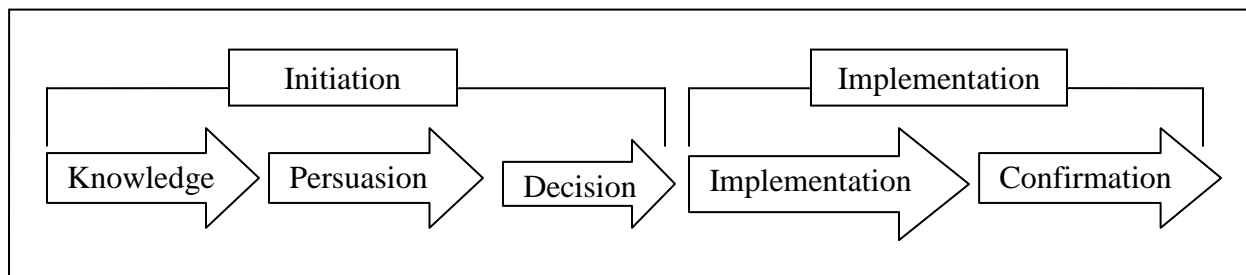 Initiation Implementation
Knowledge Persuasion Decision Implementation Confirmation